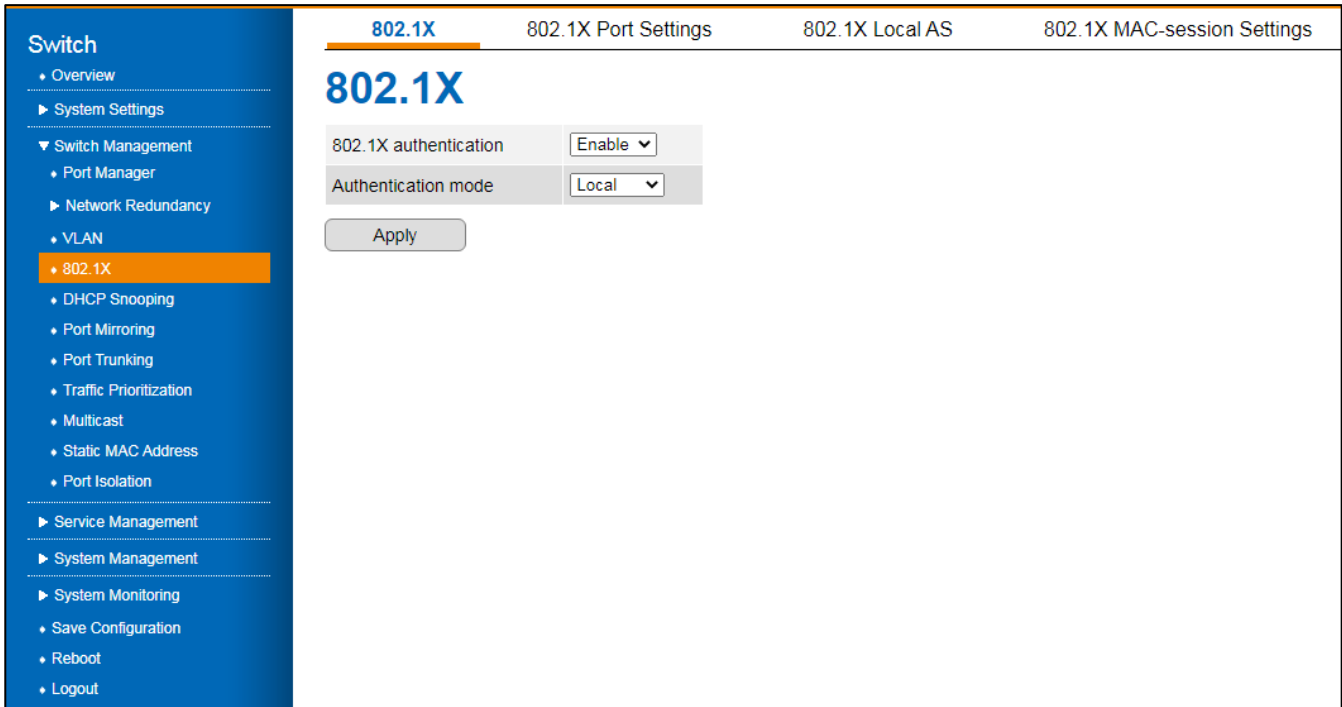 Switch
Overview
System Settings
Switch Management
Port Manager
Network Redundancy
VLAN
802.1X
DHCP Snooping
Port Mirroring
Port Trunking
Traffic Prioritization
Multicast
Static MAC Address
Port Isolation
Service Management
System Management
System Monitoring
Save Configuration
Reboot
Logout
802.1X 802.1X Port Settings 802.1X Local AS 802.1X MAC-session Settings
802.1X
802.1X authentication Enable
Authentication mode Local
Apply